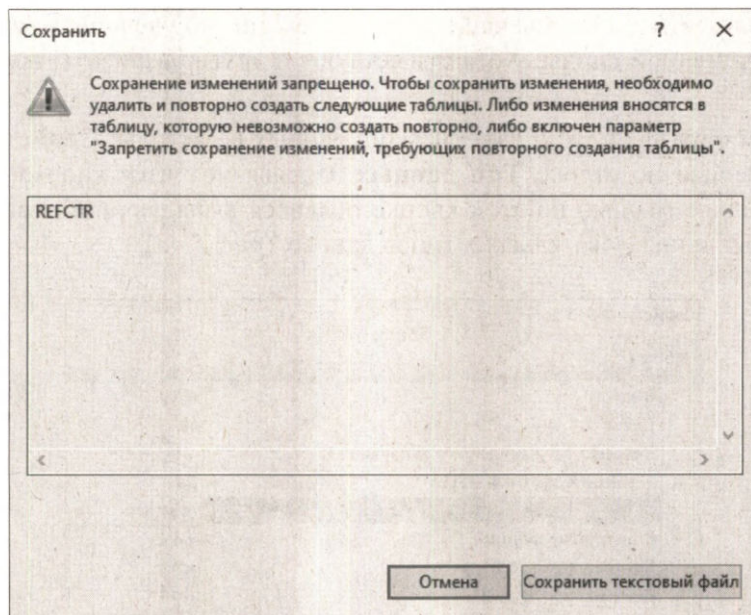 Сохранить
Сохранение изменений запрещено. Чтобы сохранить изменения, необходимо
удалить и повторно создать следующие таблицы. Либо изменения вносятся в
таблицу, которую невозможно создать повторно, либо включен параметр
"Запретить сохранение изменений, требующих повторного создания таблицы".
REFCTR
Отмена
Сохранить текстовый файл